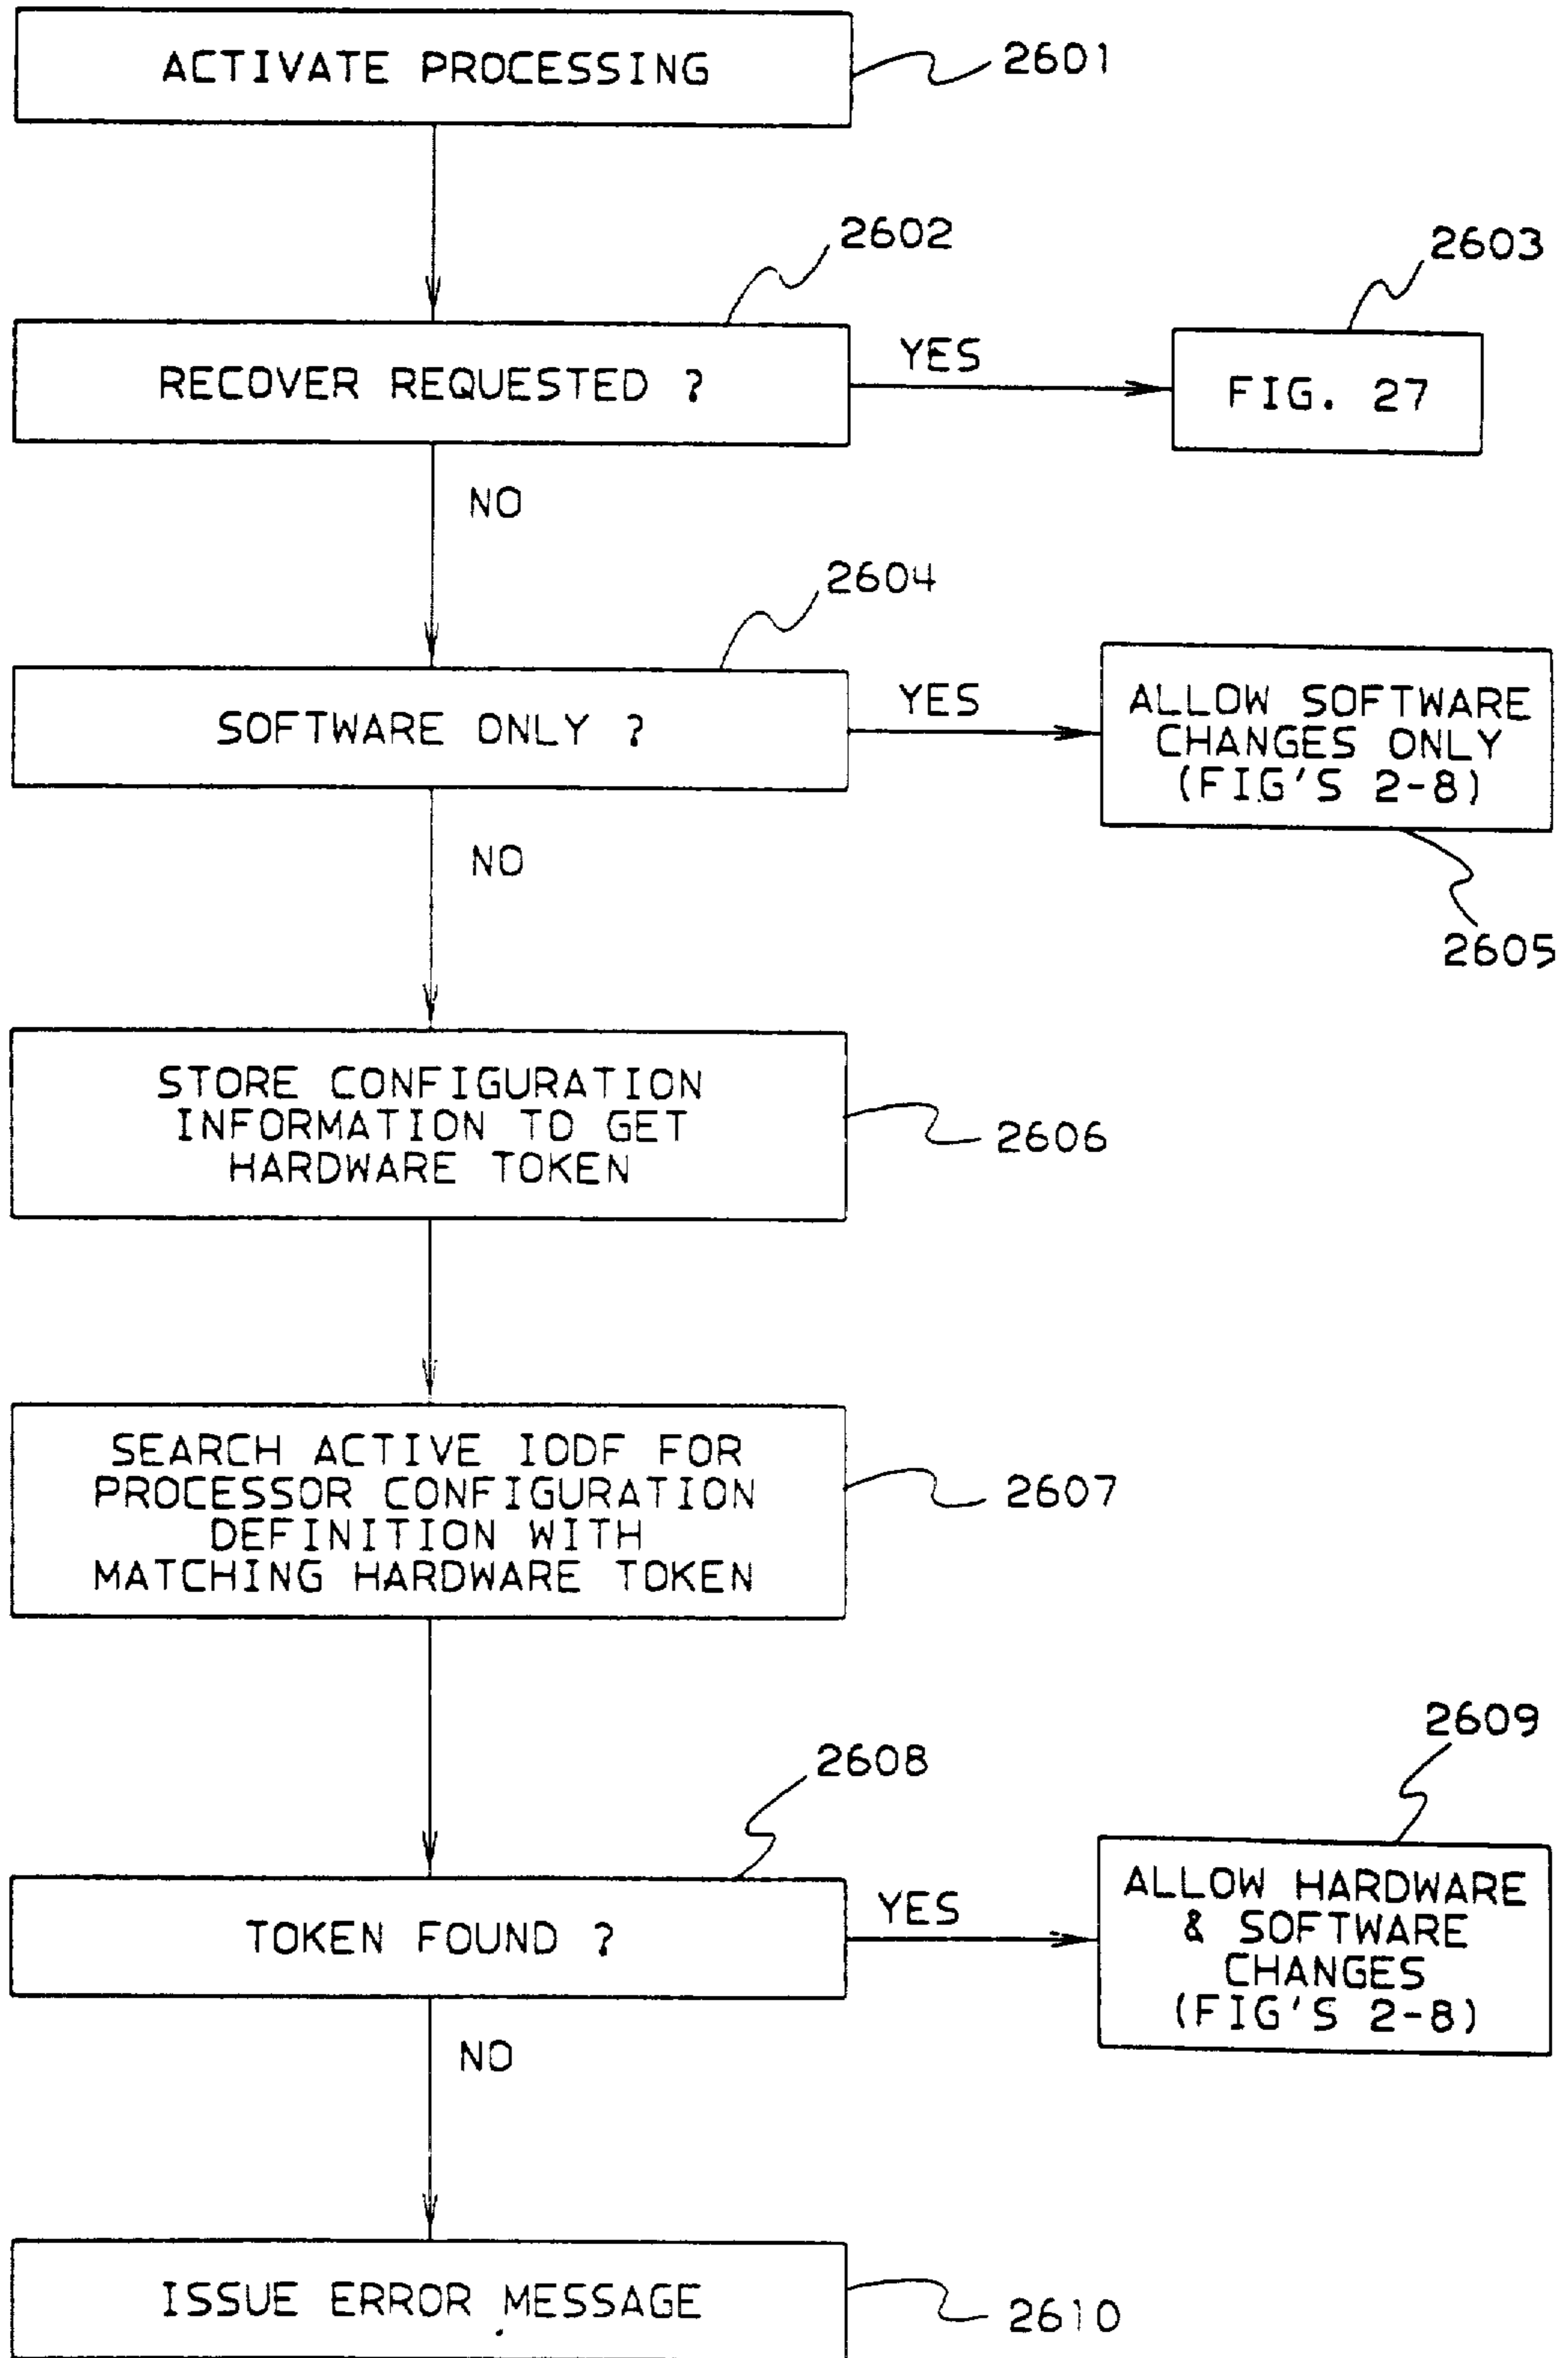 ACTIVATE PROCESSING
2601
2602
2603
RECOVER REQUESTED ?
YES
FIG. 27
NO
2604
SOFTWARE ONLY ?
YES
ALLOW SOFTWARE
CHANGES ONLY
(FIG'S 2-8)
2605
NO
STORE CONFIGURATION
INFORMATION TO GET
HARDWARE TOKEN
2606
SEARCH ACTIVE IODF FOR
PROCESSOR CONFIGURATION
DEFINITION WITH
MATCHING HARDWARE TOKEN
2607
2608
2609
TOKEN FOUND ?
YES
ALLOW HARDWARE
& SOFTWARE
CHANGES
(FIG'S 2-8)
NO
ISSUE ERROR MESSAGE
2610